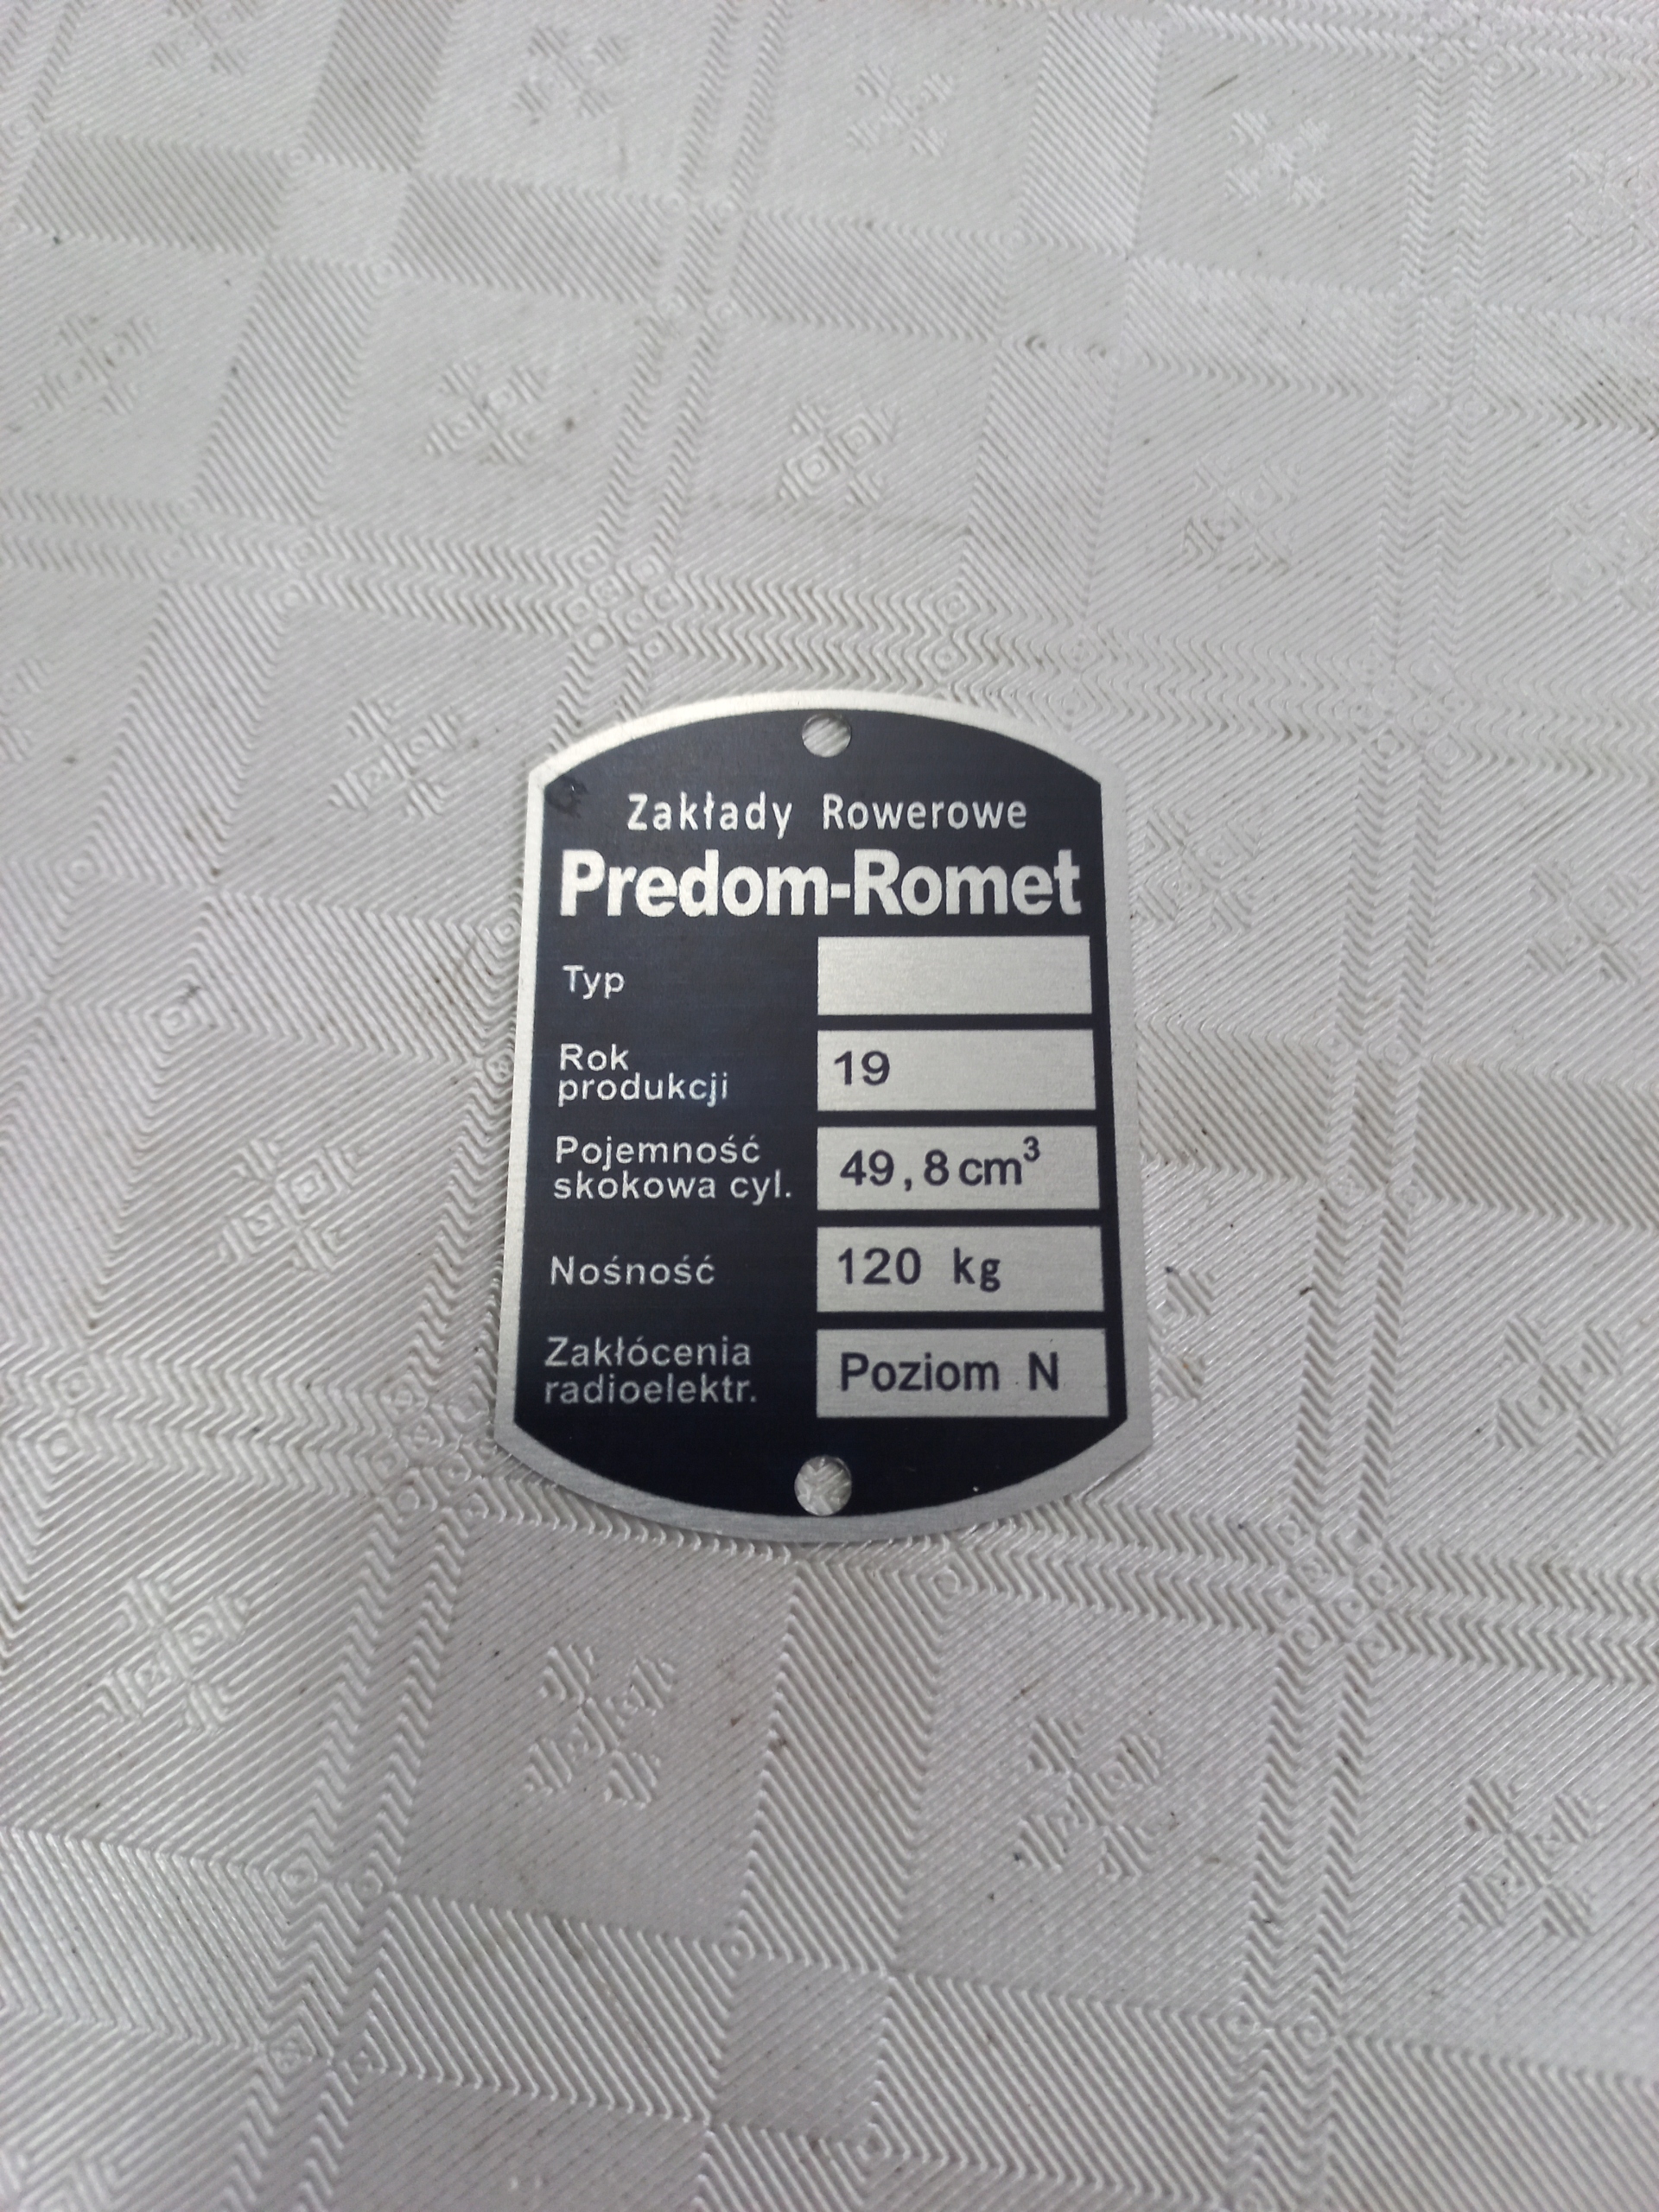 Zakłady Rowerowe
Predom-Romet
Typ
Rok
produkcji
19
Pojemność
skokowa cyl.
49,8 cm³
Nośność
120 kg
Zakłócenia
radioelektr.
Poziom N